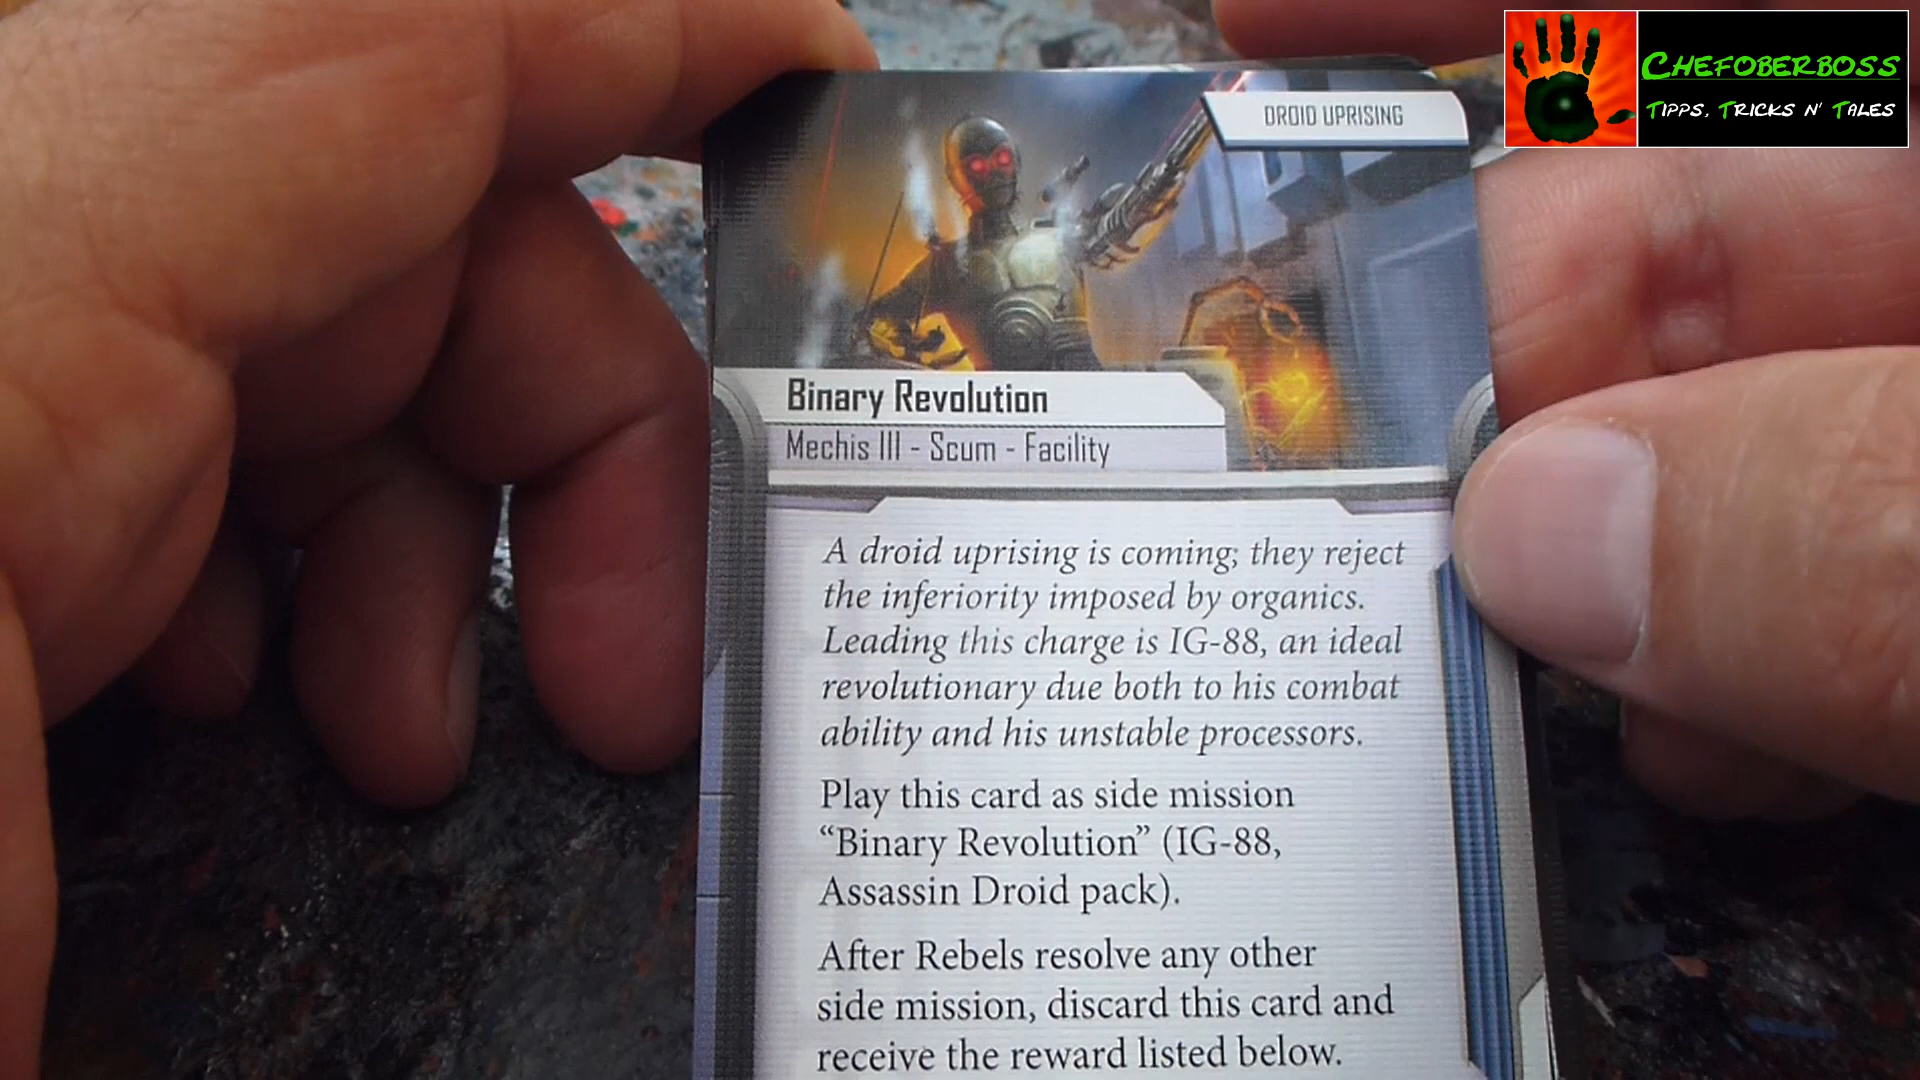 CHEFOBERBOSS
TIPPS, TRICKS N' TALES
DROID UPRISING
Binary Revolution
Mechis III - Scum - Facility
A droid uprising is coming; they reject
the inferiority imposed by organics.
Leading this charge is IG-88, an ideal
revolutionary due both to his combat
ability and his unstable processors.
Play this card as side mission
“Binary Revolution” (IG-88,
Assassin Droid pack).
After Rebels resolve any other
side mission, discard this card and
receive the reward listed below.